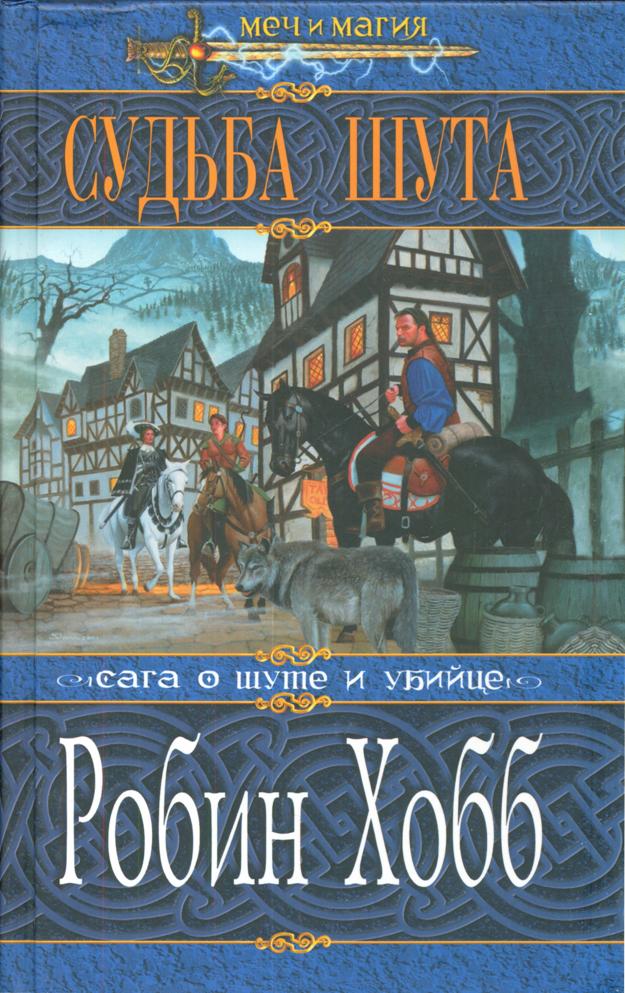 меч и магия
Судьба Шута
сага о шуте и убийце
Робин Хобб